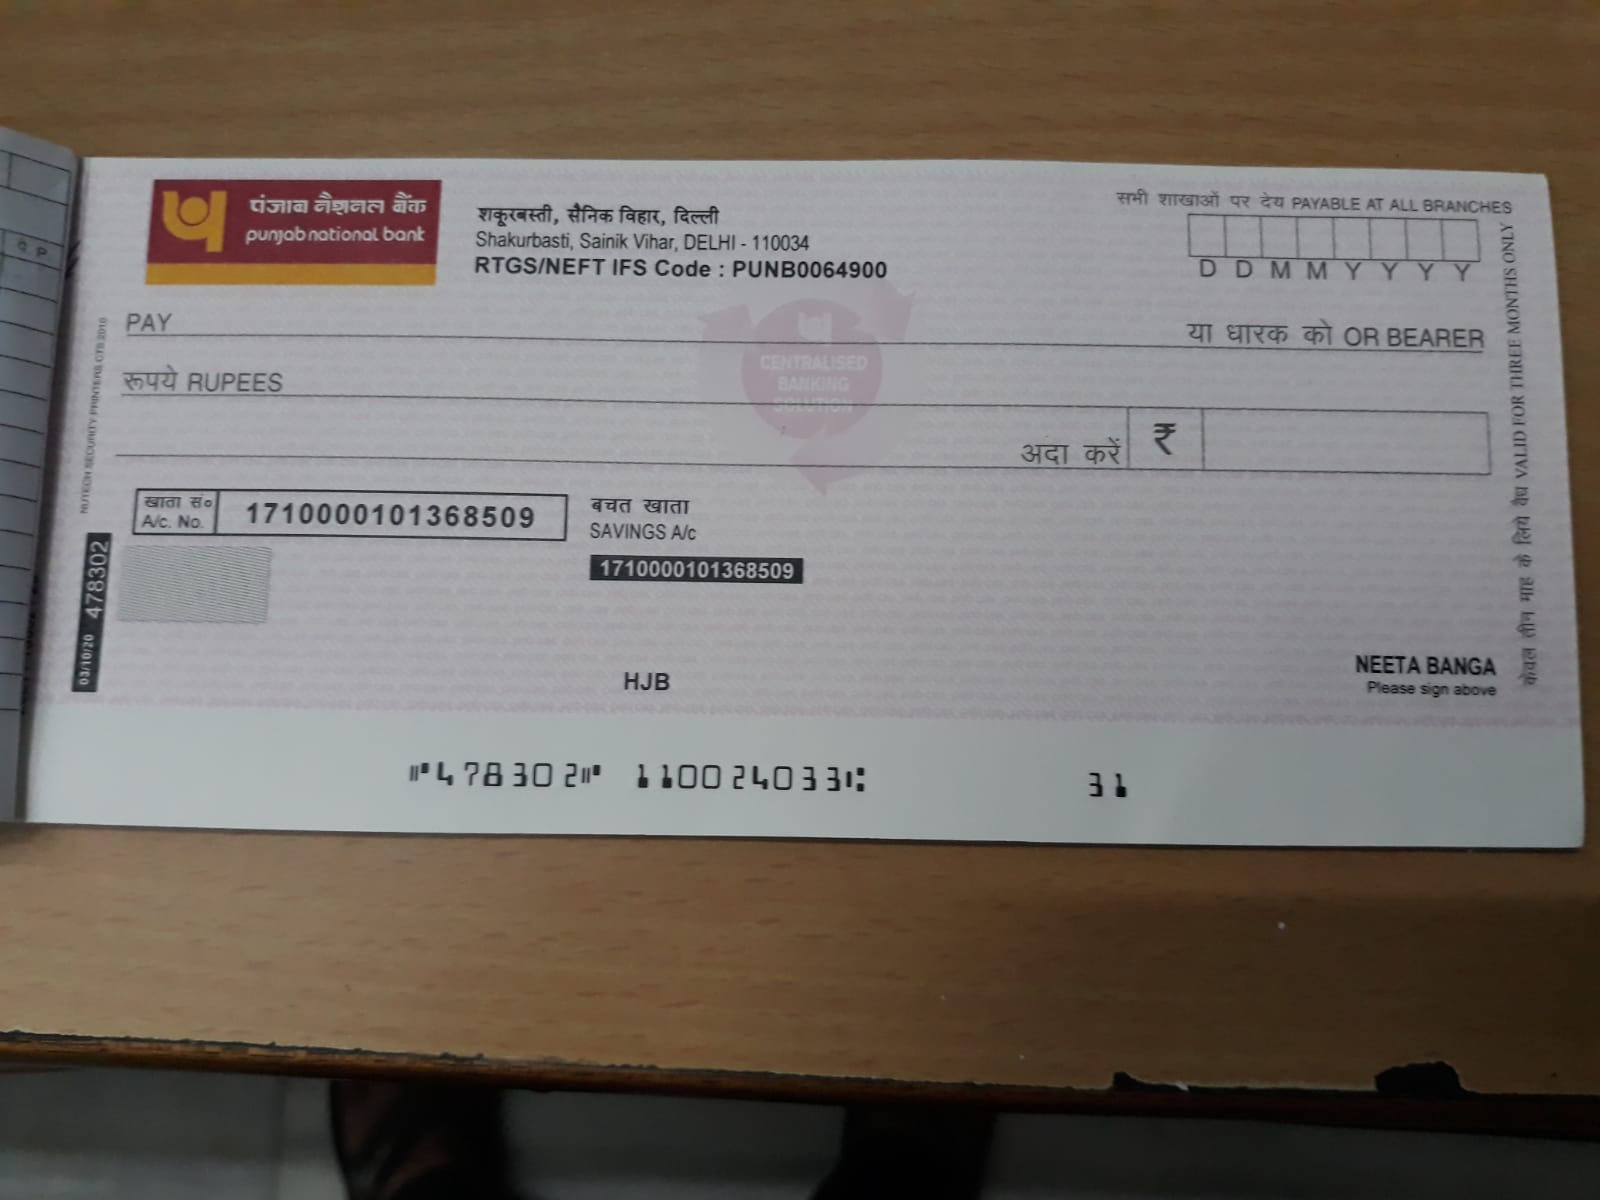 पंजाब नैशनल बैंक
punjab national bank
शकूरबस्ती, सैनिक विहार, दिल्ली
Shakurbasti, Sainik Vihar, DELHI - 110034
RTGS/NEFT IFS Code : PUNB0064900
सभी शाखाओं पर देय PAYABLE AT ALL BRANCHES
D D M M Y Y Y Y
PAY
या धारक को OR BEARER
CENTRALISED
BANKING
SOLUTION
रूपये RUPEES
अदा करें ₹
खाता सं०
A/c. No.
1710000101368509
बचत खाता
SAVINGS A/c
1710000101368509
HJB
NEETA BANGA
Please sign above
केवल तीन माह के लिये वैध VALID FOR THREE MONTHS ONLY
NUTECH SECURITY PRINTERS CTS 2010
03/10/20 478302
पै P
⑈478302⑈ 110024033⑆ 31